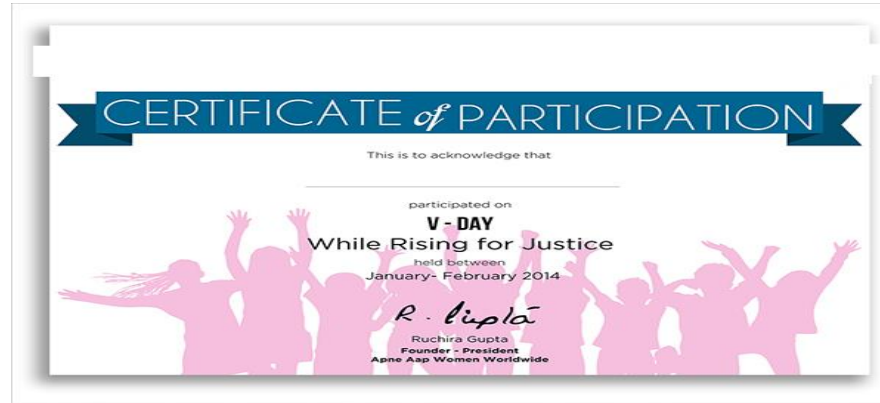 CERTIFICATE of PARTICIPATION
This is to acknowledge that
participated on
V - DAY
While Rising for Justice
held between
January- February 2014
R. Gupta
Ruchira Gupta
Founder - President
Apne Aap Women Worldwide